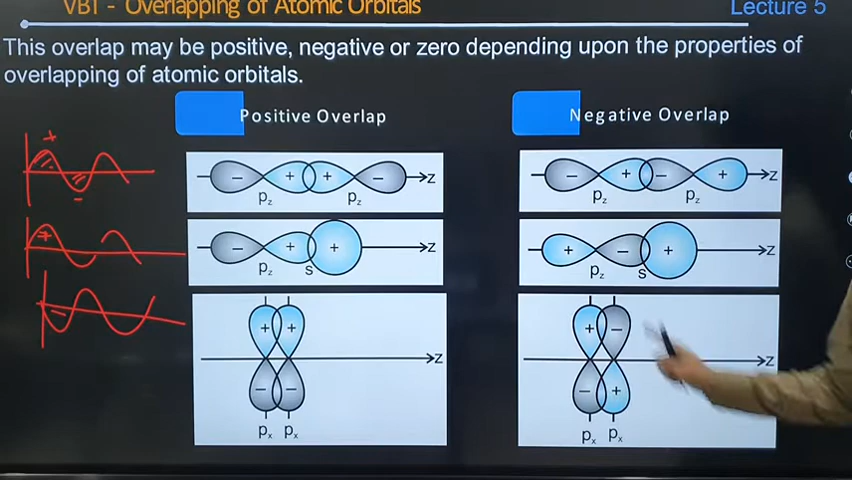 VBT - Overlapping of Atomic Orbitals
Lecture 5
This overlap may be positive, negative or zero depending upon the properties of
overlapping of atomic orbitals.
Positive Overlap
Negative Overlap
+
-
+
-
- + + - z
pz pz
- + + z
pz s
+ +
z
- -
px px
- + - + z
pz pz
+ - + z
pz s
+ -
z
- +
px px